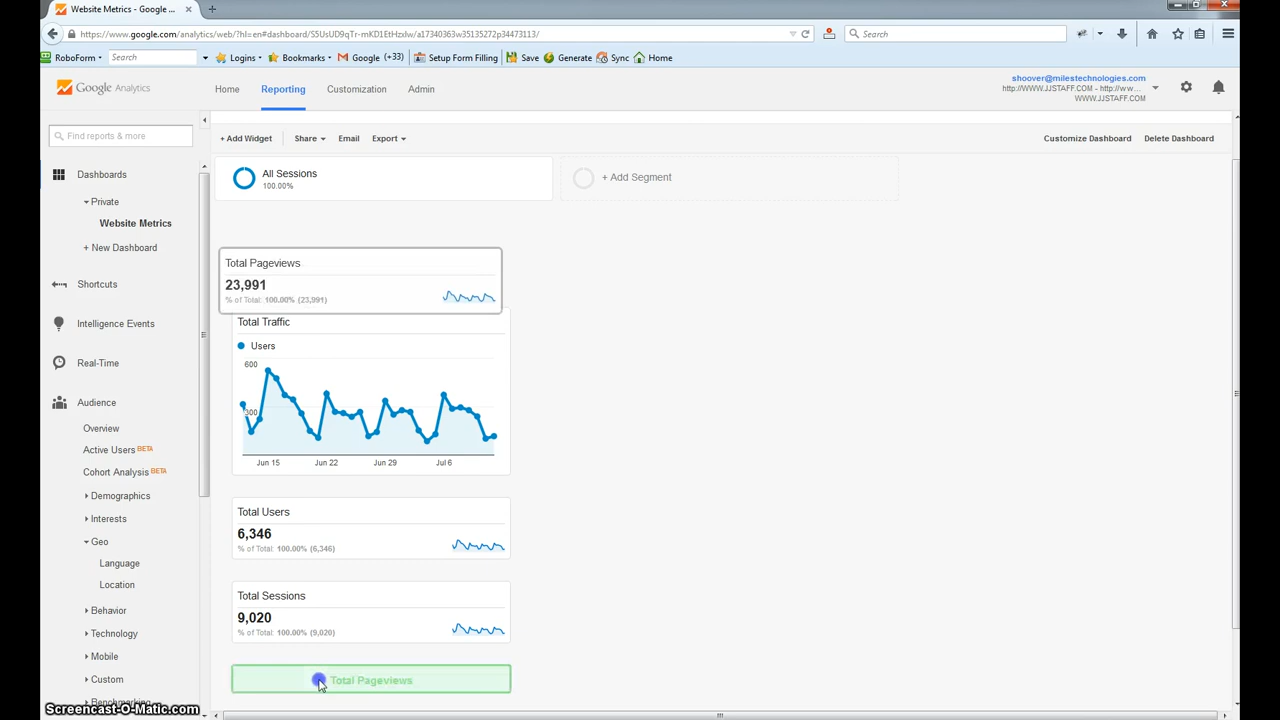 Website Metrics - Google ...
https://www.google.com/analytics/web/?hl=en#dashboard/S5UsUD9qTr-mKD1EtHzxIw/a17340363w35135272p34473113/
Search
RoboForm
Search
Logins
Bookmarks
Google (+33)
Setup Form Filling
Save
Generate
Sync
Home
Google Analytics
Home
Reporting
Customization
Admin
shoover@milestechnologies.com
http://WWW.JJSTAFF.COM - http://ww...
WWW.JJSTAFF.COM
Find reports & more
+ Add Widget
Share
Email
Export
Customize Dashboard
Delete Dashboard
Dashboards
Private
Website Metrics
+ New Dashboard
Shortcuts
Intelligence Events
Real-Time
Audience
Overview
Active Users BETA
Cohort Analysis BETA
Demographics
Interests
Geo
Language
Location
Behavior
Technology
Mobile
Custom
Benchmarking
All Sessions
100.00%
+ Add Segment
Total Pageviews
23,991
% of Total: 100.00% (23,991)
Total Traffic
Users
600
300
Jun 15
Jun 22
Jun 29
Jul 6
Total Users
6,346
% of Total: 100.00% (6,346)
Total Sessions
9,020
% of Total: 100.00% (9,020)
Total Pageviews
Screencast-O-Matic.com